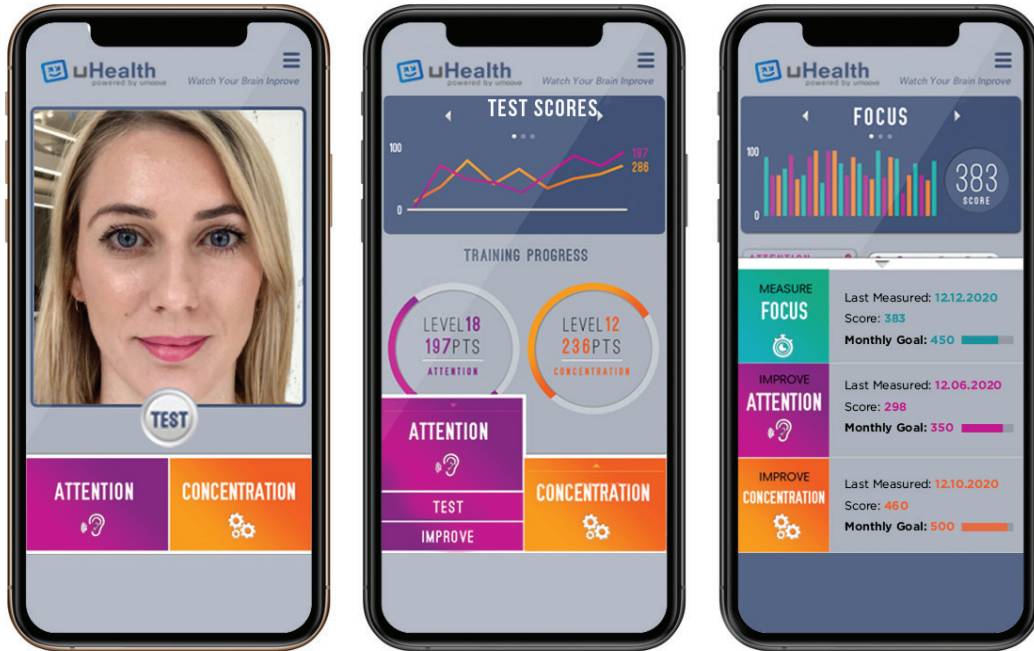 uHealth
powered by umoove
Watch Your Brain Inprove
TEST
ATTENTION
CONCENTRATION
uHealth
powered by umoove
Watch Your Brain Inprove
TEST SCORES
100
0
197
286
TRAINING PROGRESS
LEVEL18
197PTS
ATTENTION
LEVEL12
236PTS
CONCENTRATION
ATTENTION
TEST
IMPROVE
CONCENTRATION
uHealth
powered by umoove
Watch Your Brain Inprove
FOCUS
100
0
383
SCORE
ATTENTION
MEASURE
FOCUS
Last Measured: 12.12.2020
Score: 383
Monthly Goal: 450
IMPROVE
ATTENTION
Last Measured: 12.06.2020
Score: 298
Monthly Goal: 350
IMPROVE
CONCENTRATION
Last Measured: 12.10.2020
Score: 460
Monthly Goal: 500